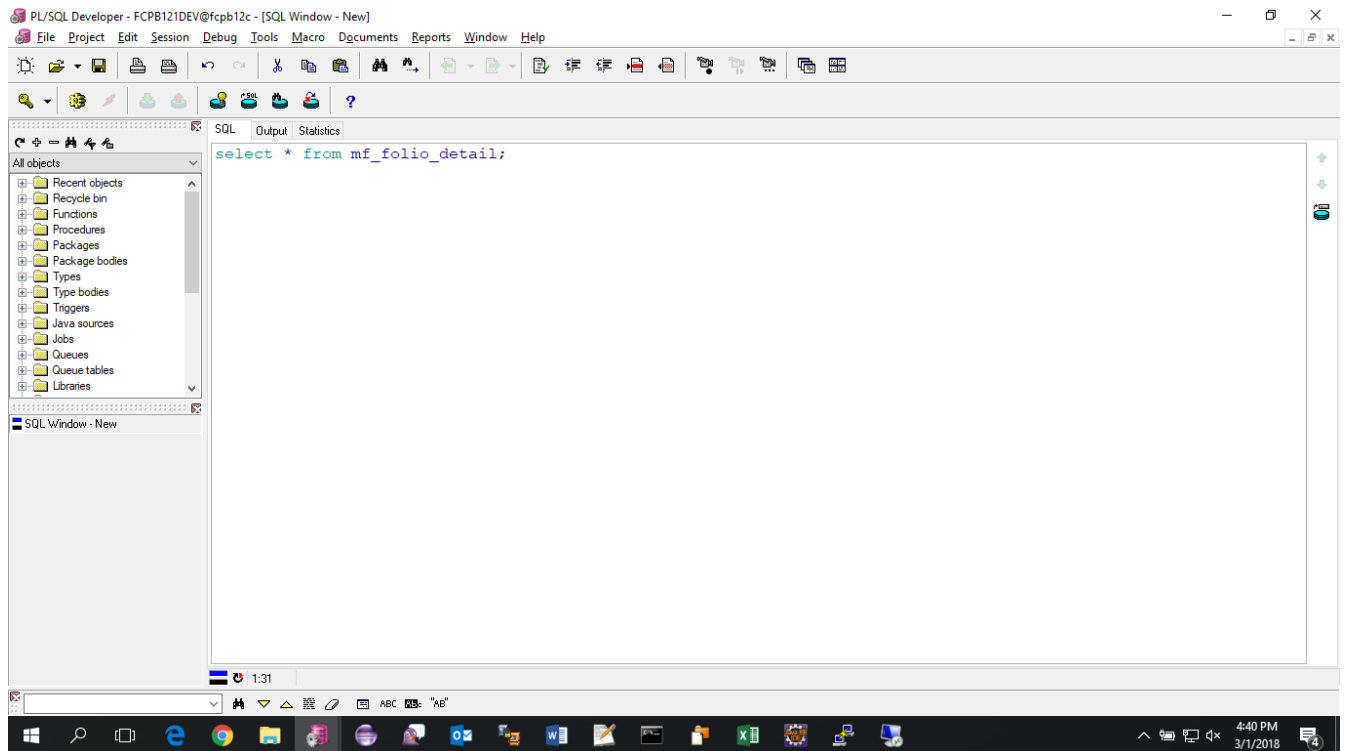 PL/SQL Developer - FCPB121DEV@fcpb12c - [SQL Window - New]
File Project Edit Session Debug Tools Macro Documents Reports Window Help
SQL Output Statistics
All objects
select * from mf_folio_detail;
Recent objects
Recycle bin
Functions
Procedures
Packages
Package bodies
Types
Type bodies
Triggers
Java sources
Jobs
Queues
Queue tables
Libraries
SQL Window - New
1:31
ABC "AB"
4:40 PM
3/1/2018